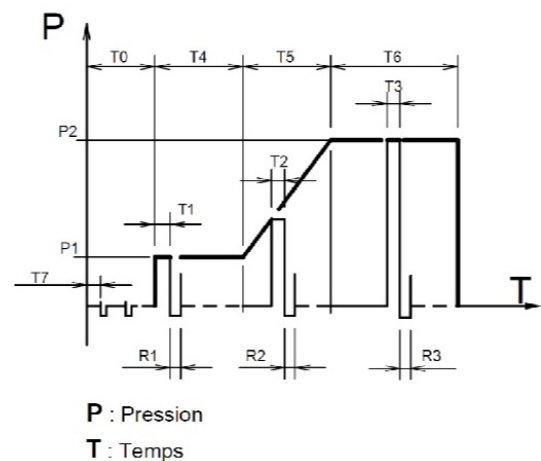 P
T0 T4 T5 T6
T3
P2
T2
T1
P1
T7
T
R1 R2 R3
P : Pression
T : Temps